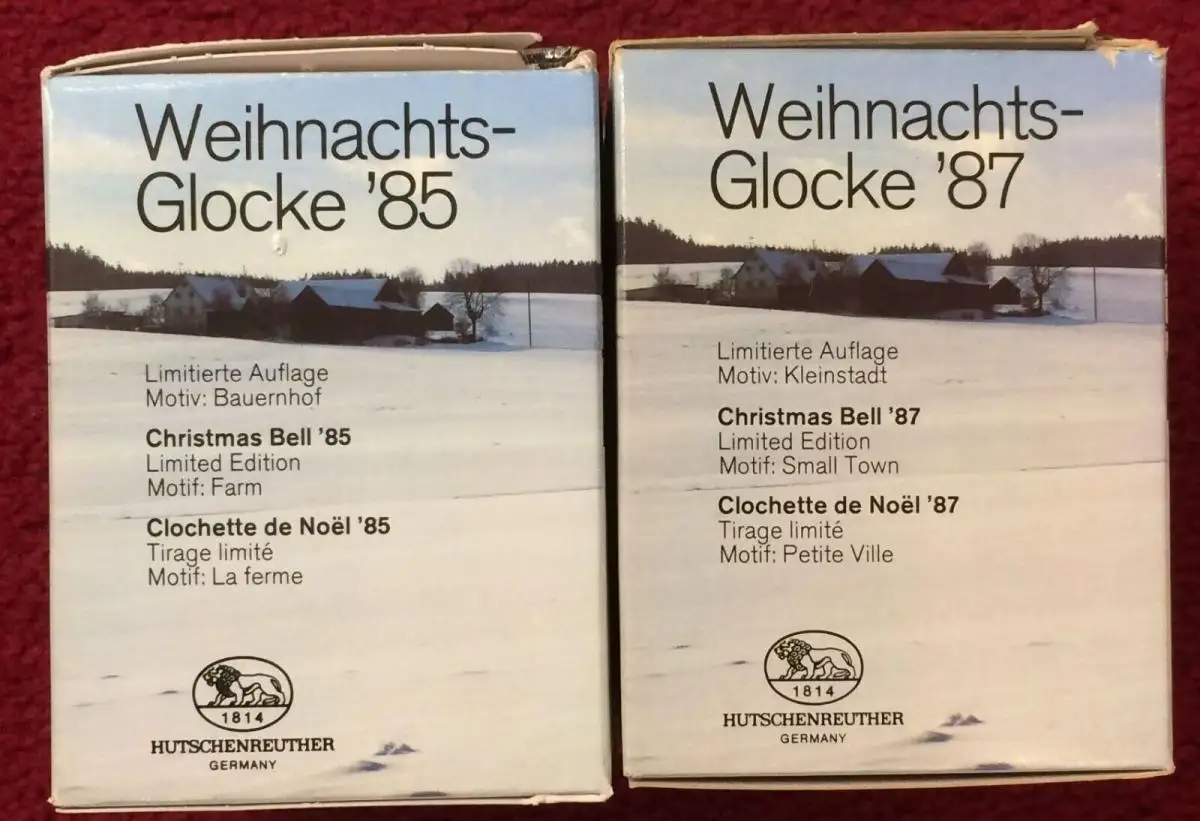 Weihnachts-
Glocke '85
Limitierte Auflage
Motiv: Bauernhof
Christmas Bell '85
Limited Edition
Motif: Farm
Clochette de Noël '85
Tirage limité
Motif: La ferme
1814
HUTSCHENREUTHER
GERMANY
Weihnachts-
Glocke '87
Limitierte Auflage
Motiv: Kleinstadt
Christmas Bell '87
Limited Edition
Motif: Small Town
Clochette de Noël '87
Tirage limité
Motif: Petite Ville
1814
HUTSCHENREUTHER
GERMANY